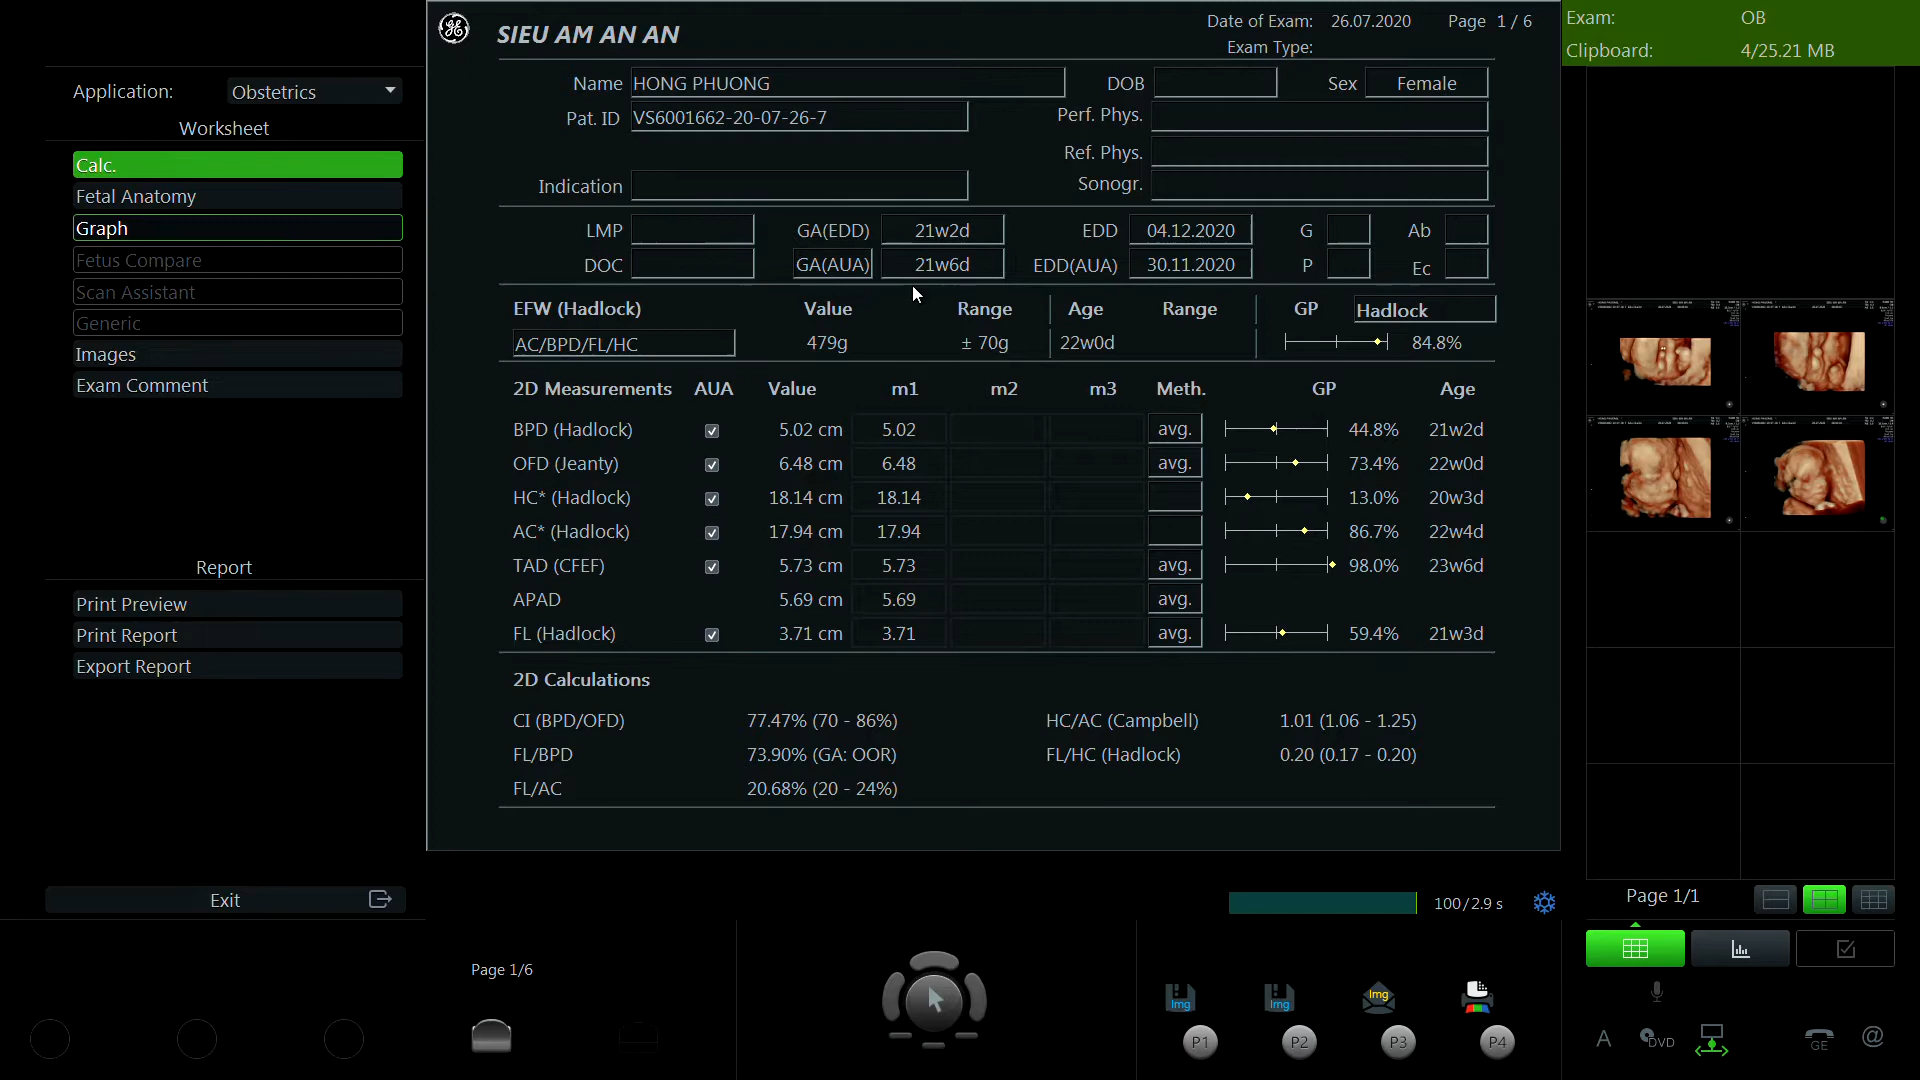 Application: Obstetrics
Worksheet
Calc.
Fetal Anatomy
Graph
Fetus Compare
Scan Assistant
Generic
Images
Exam Comment
Report
Print Preview
Print Report
Export Report
Exit
SIEU AM AN AN
Date of Exam: 26.07.2020 Page 1 / 6
Exam Type:
Name HONG PHUONG DOB Sex Female
Pat. ID VS6001662-20-07-26-7 Perf. Phys.
Ref. Phys.
Indication Sonogr.
LMP GA(EDD) 21w2d EDD 04.12.2020 G Ab
DOC GA(AUA) 21w6d EDD(AUA) 30.11.2020 P Ec
EFW (Hadlock) Value Range Age Range GP Hadlock
AC/BPD/FL/HC 479g ± 70g 22w0d 84.8%
2D Measurements AUA Value m1 m2 m3 Meth. GP Age
BPD (Hadlock) 5.02 cm 5.02 avg. 44.8% 21w2d
OFD (Jeanty) 6.48 cm 6.48 avg. 73.4% 22w0d
HC* (Hadlock) 18.14 cm 18.14 13.0% 20w3d
AC* (Hadlock) 17.94 cm 17.94 86.7% 22w4d
TAD (CFEF) 5.73 cm 5.73 avg. 98.0% 23w6d
APAD 5.69 cm 5.69 avg.
FL (Hadlock) 3.71 cm 3.71 avg. 59.4% 21w3d
2D Calculations
CI (BPD/OFD) 77.47% (70 - 86%) HC/AC (Campbell) 1.01 (1.06 - 1.25)
FL/BPD 73.90% (GA: OOR) FL/HC (Hadlock) 0.20 (0.17 - 0.20)
FL/AC 20.68% (20 - 24%)
Exam: OB
Clipboard: 4/25.21 MB
100/2.9 s
Page 1/1
Page 1/6
Img Img Img
P1 P2 P3 P4
A DVD GE @